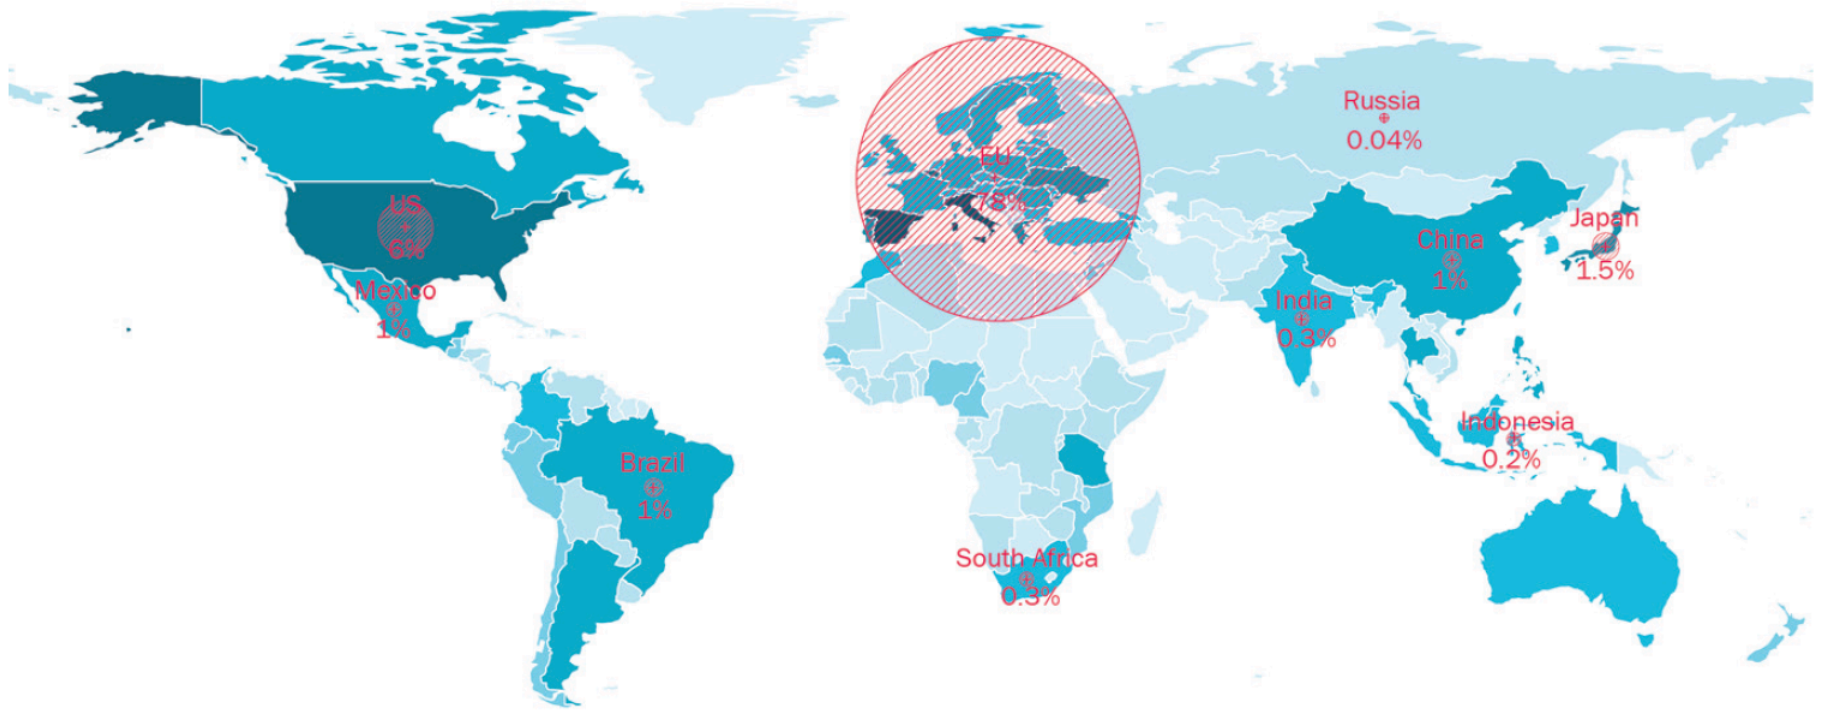 Russia
0.04%
EU
78%
US
6%
Japan
1.5%
China
1%
Mexico
1%
India
0.3%
Indonesia
0.2%
Brazil
1%
South Africa
0.3%